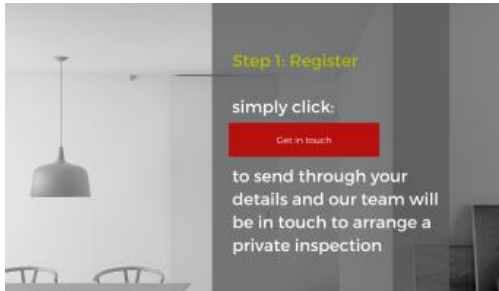 Step 1: Register
simply click:
Get in touch
to send through your
details and our team will
be in touch to arrange a
private inspection